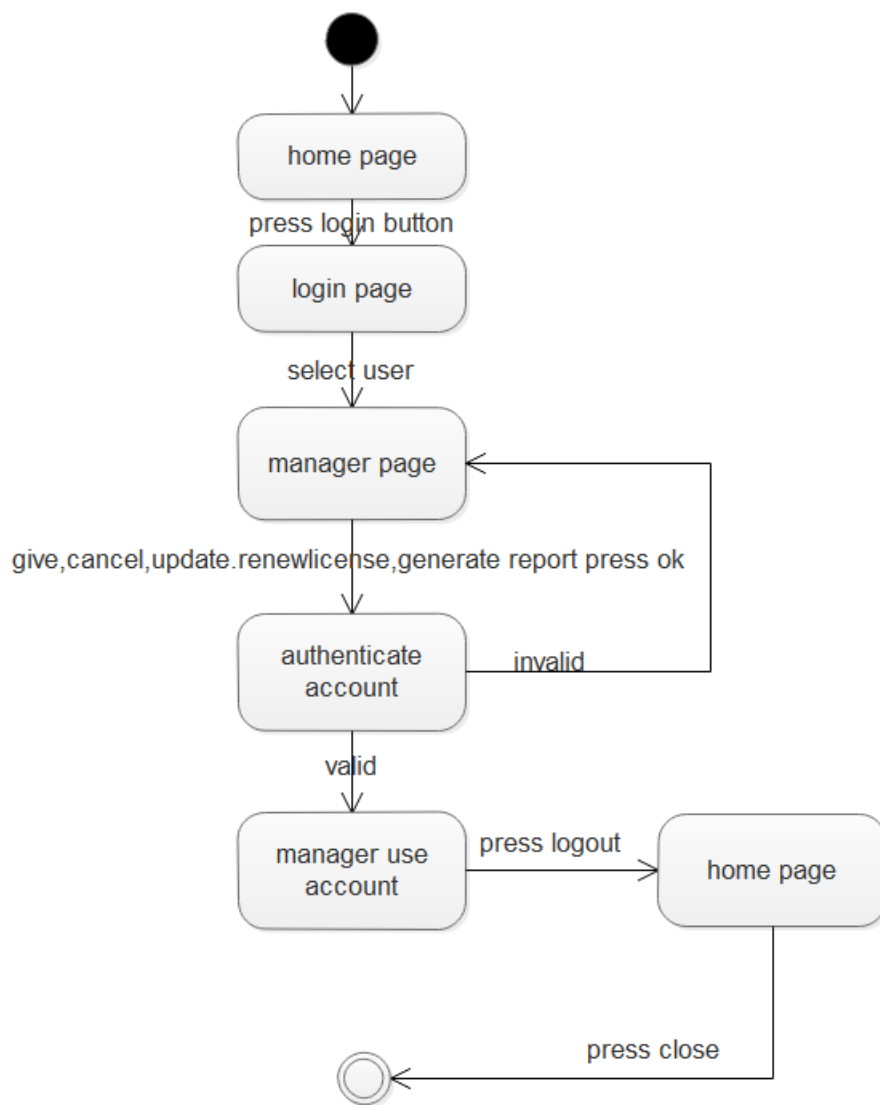 home page
press login button
login page
select user
manager page
give,cancel,update.renewlicense,generate report press ok
authenticate
account
invalid
valid
manager use
account
press logout
home page
press close